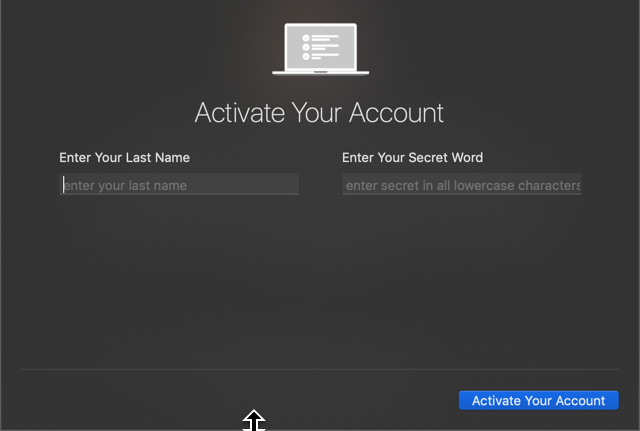 Activate Your Account
Enter Your Last Name
Enter Your Secret Word
enter your last name
enter secret in all lowercase characters
Activate Your Account